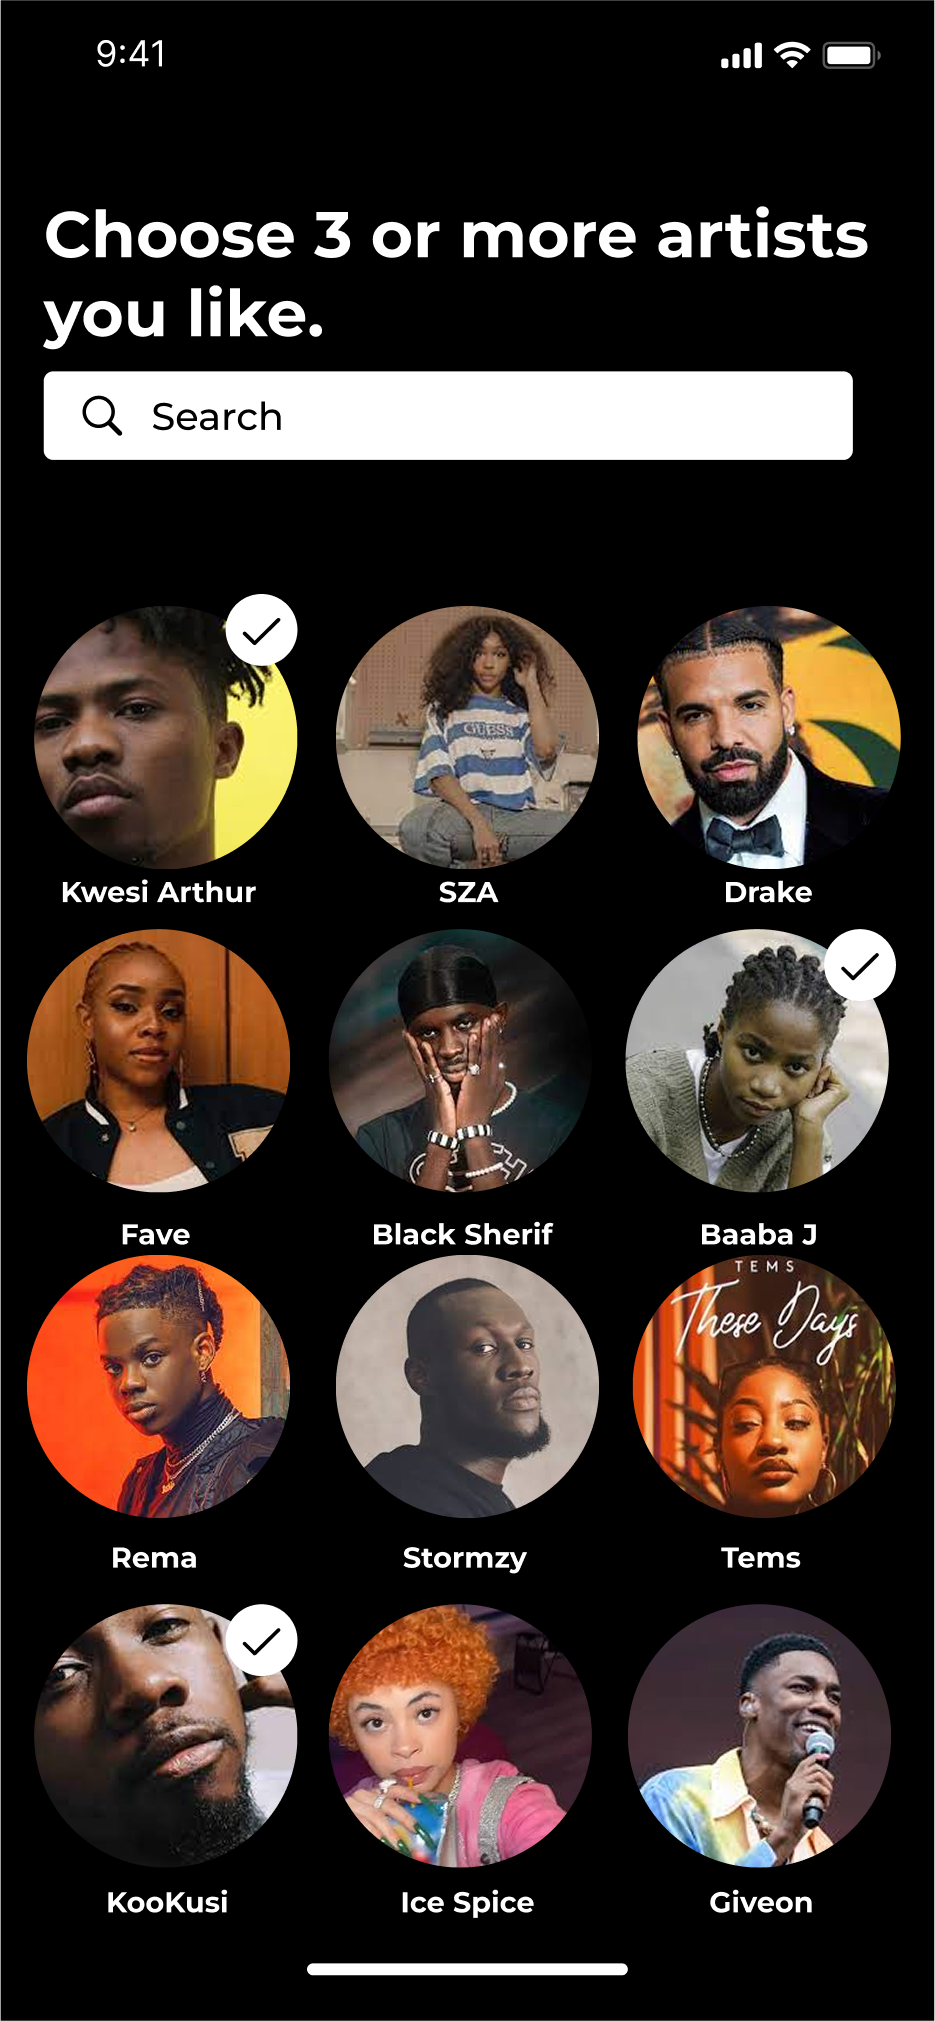 9:41
Choose 3 or more artists
you like.
Search
GUESS
Kwesi Arthur
SZA
Drake
Fave
Black Sherif
Baaba J
TEMS
These Days
Rema
Stormzy
Tems
KooKusi
Ice Spice
Giveon